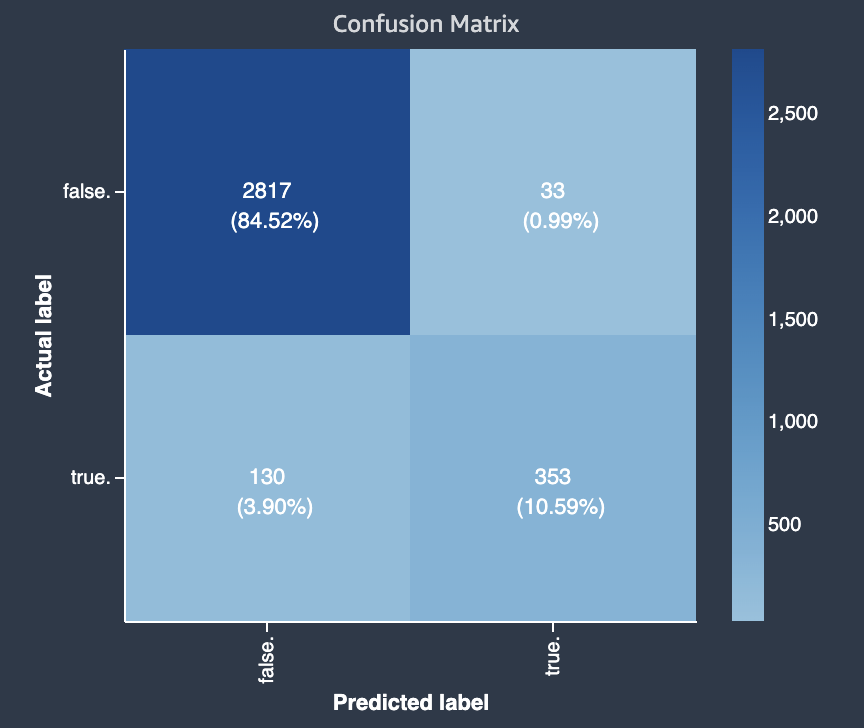 Confusion Matrix
Actual label
false.
2817
(84.52%)
33
(0.99%)
true.
130
(3.90%)
353
(10.59%)
false.
true.
Predicted label
2,500
2,000
1,500
1,000
500